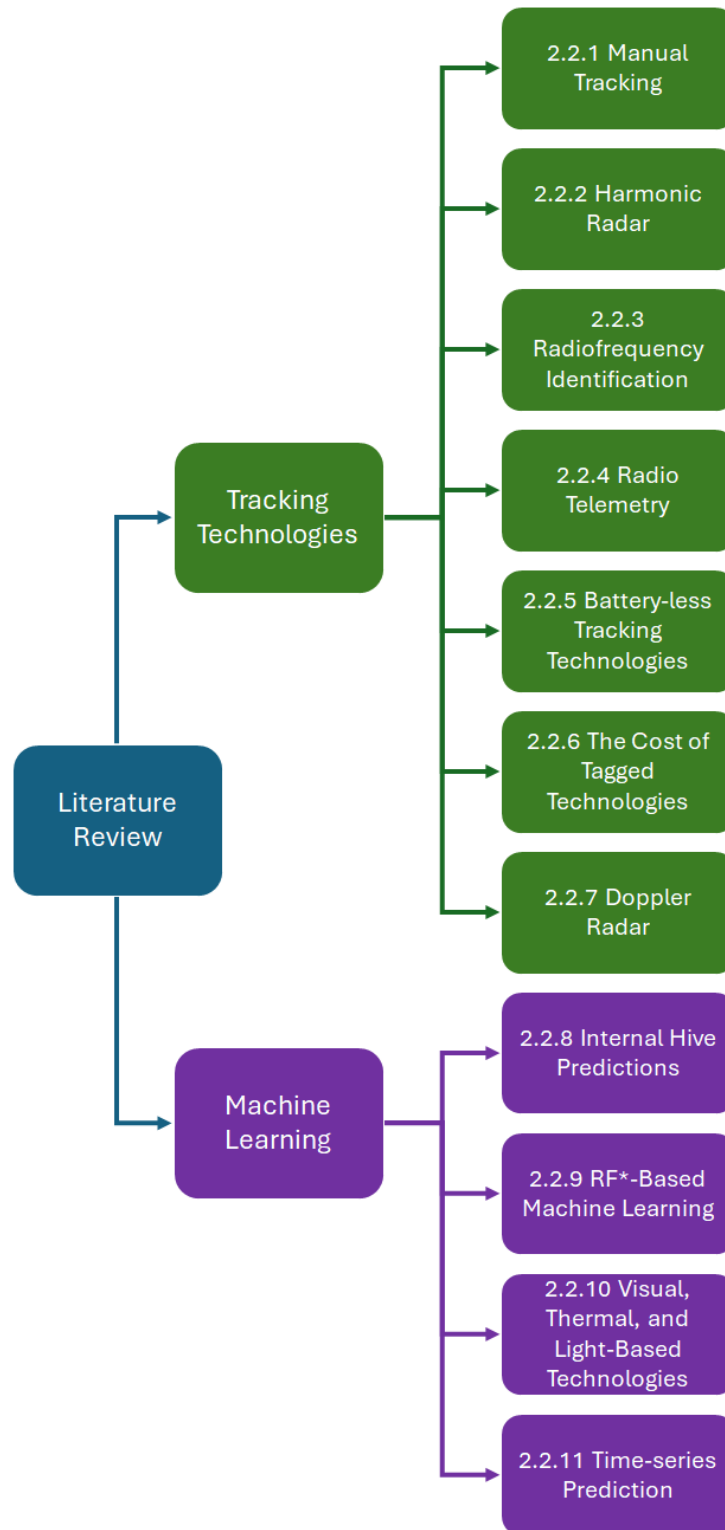 Literature
Review
Tracking
Technologies
2.2.1 Manual
Tracking
2.2.2 Harmonic
Radar
2.2.3
Radiofrequency
Identification
2.2.4 Radio
Telemetry
2.2.5 Battery-less
Tracking
Technologies
2.2.6 The Cost of
Tagged
Technologies
2.2.7 Doppler
Radar
Machine
Learning
2.2.8 Internal Hive
Predictions
2.2.9 RF*-Based
Machine Learning
2.2.10 Visual,
Thermal, and
Light-Based
Technologies
2.2.11 Time-series
Prediction